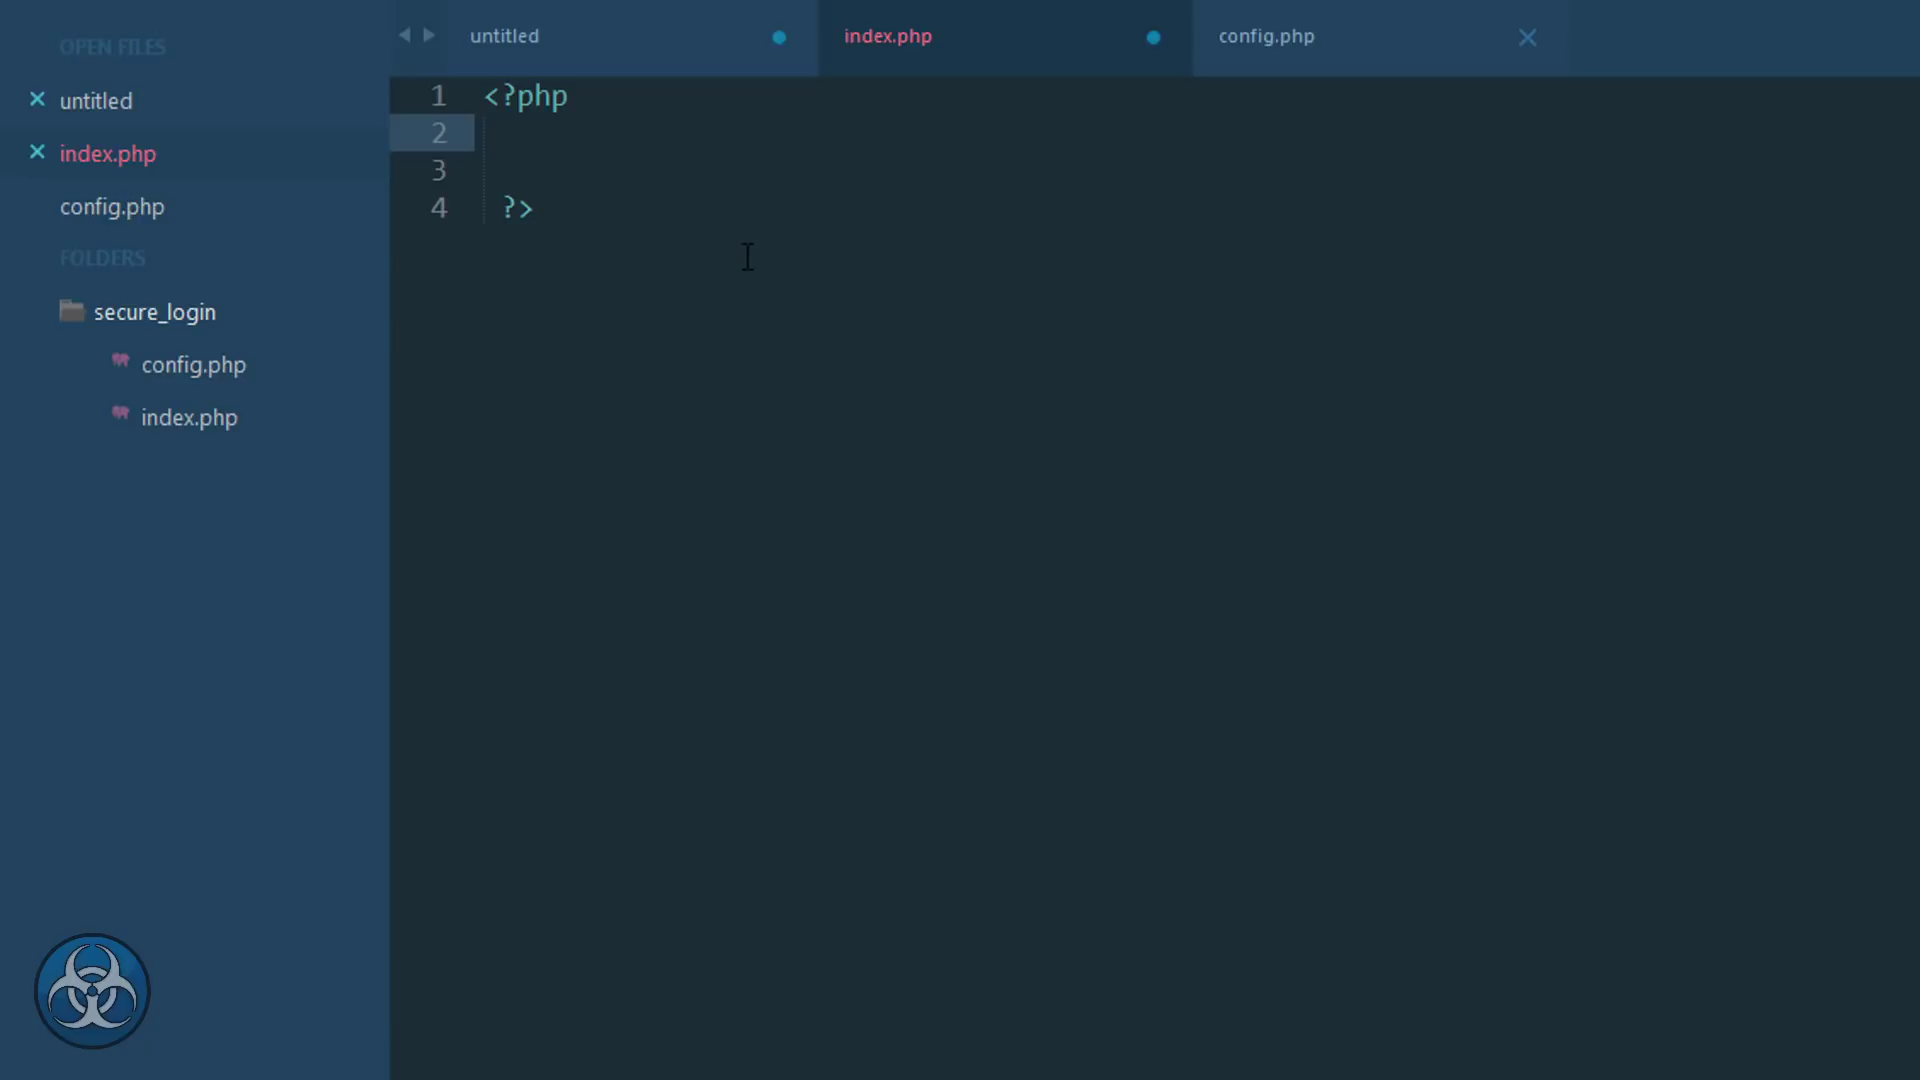 OPEN FILES
untitled
index.php
config.php
FOLDERS
secure_login
config.php
index.php
untitled
index.php
config.php
1 <?php
2
3
4 ?>